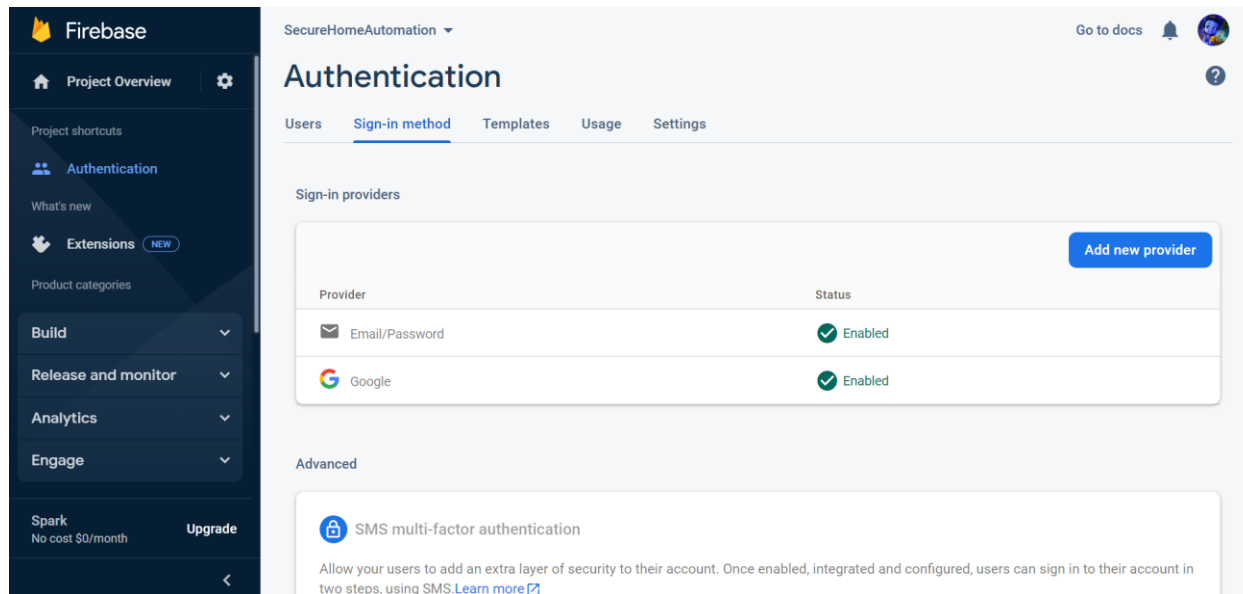 Firebase
Project Overview
Project shortcuts
Authentication
What's new
Extensions NEW
Product categories
Build
Release and monitor
Analytics
Engage
Spark
No cost $0/month
Upgrade
SecureHomeAutomation
Go to docs
Authentication
Users Sign-in method Templates Usage Settings
Sign-in providers
Add new provider
Provider Status
Email/Password Enabled
Google Enabled
Advanced
SMS multi-factor authentication
Allow your users to add an extra layer of security to their account. Once enabled, integrated and configured, users can sign in to their account in
two steps, using SMS.Learn more